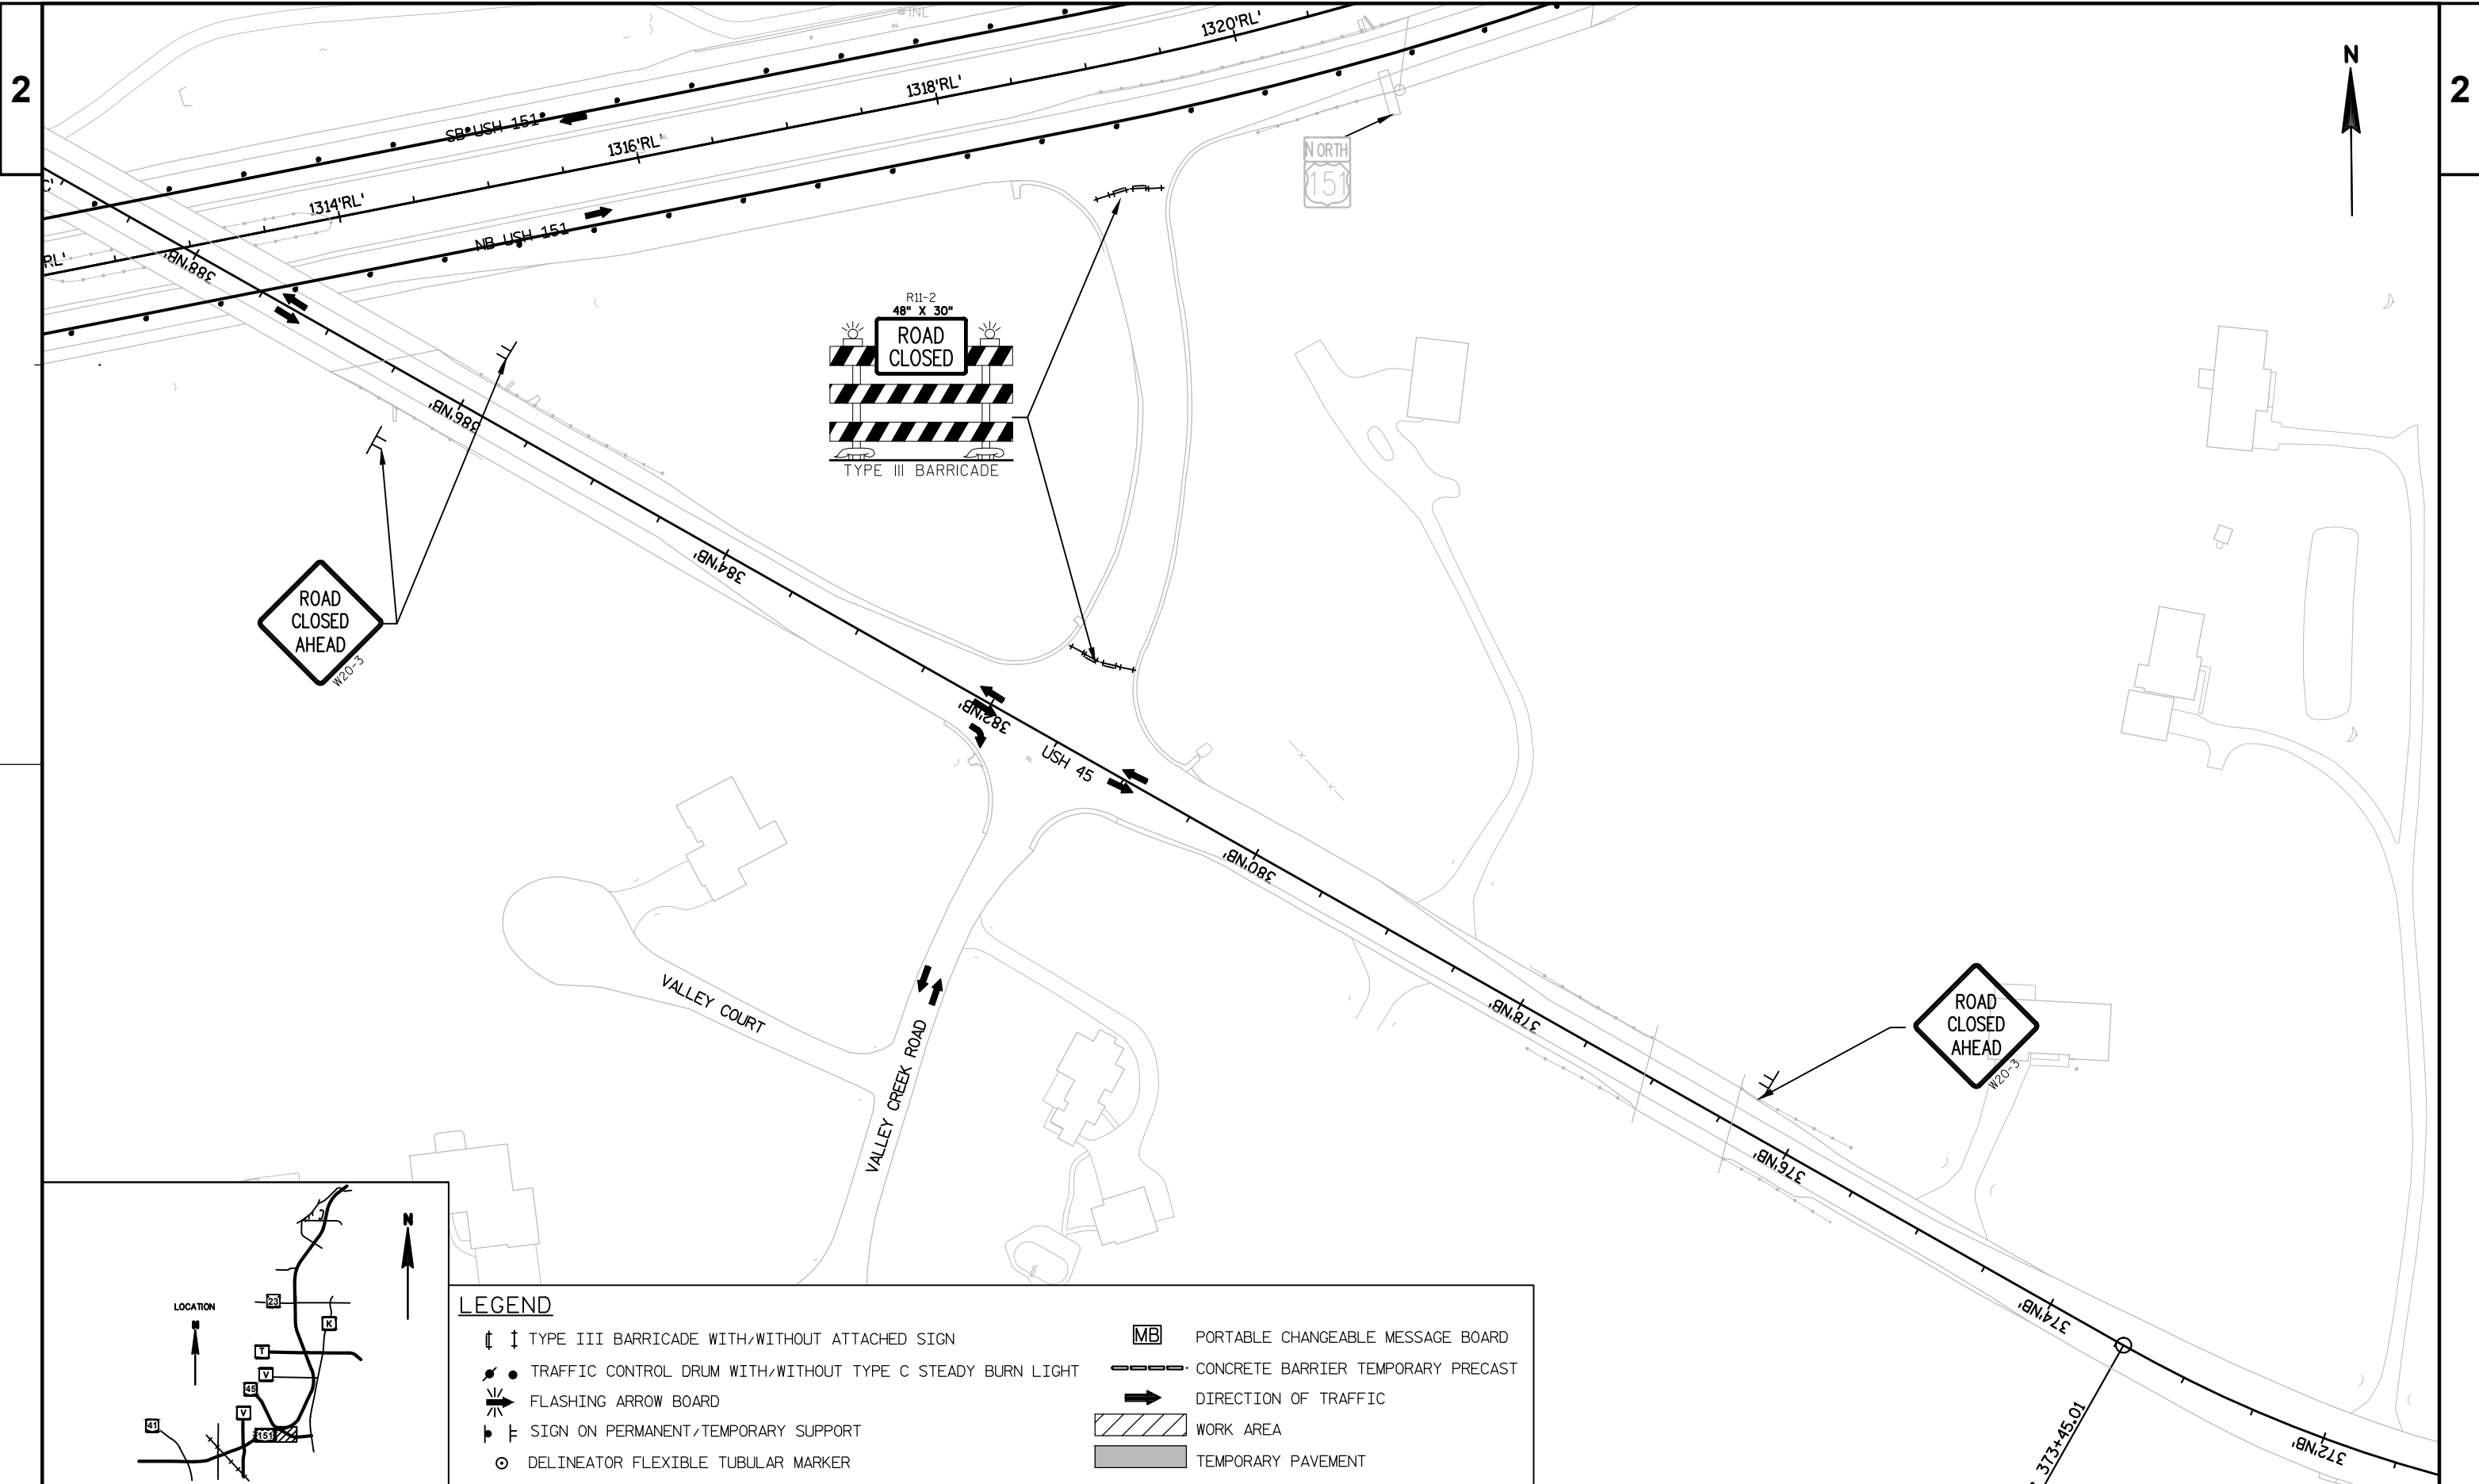 2
2
N
INL
1320'RL'
1318'RL'
SB USH 151
1316'RL'
NORTH
151
C'
1314'RL'
NB USH 151
RL'
388'NB'
R11-2
48" X 30"
ROAD
CLOSED
TYPE III BARRICADE
386'NB'
384'NB'
ROAD
CLOSED
AHEAD
W20-3
382'NB'
USH 45
380'NB'
VALLEY COURT
VALLEY CREEK ROAD
378'NB'
ROAD
CLOSED
AHEAD
W20-3
376'NB'
374'NB'
373+45.01
372'NB'
LOCATION
N
N
23
K
T
V
45
V
41
151
LEGEND
TYPE III BARRICADE WITH/WITHOUT ATTACHED SIGN
TRAFFIC CONTROL DRUM WITH/WITHOUT TYPE C STEADY BURN LIGHT
FLASHING ARROW BOARD
SIGN ON PERMANENT/TEMPORARY SUPPORT
DELINEATOR FLEXIBLE TUBULAR MARKER
MB PORTABLE CHANGEABLE MESSAGE BOARD
CONCRETE BARRIER TEMPORARY PRECAST
DIRECTION OF TRAFFIC
WORK AREA
TEMPORARY PAVEMENT